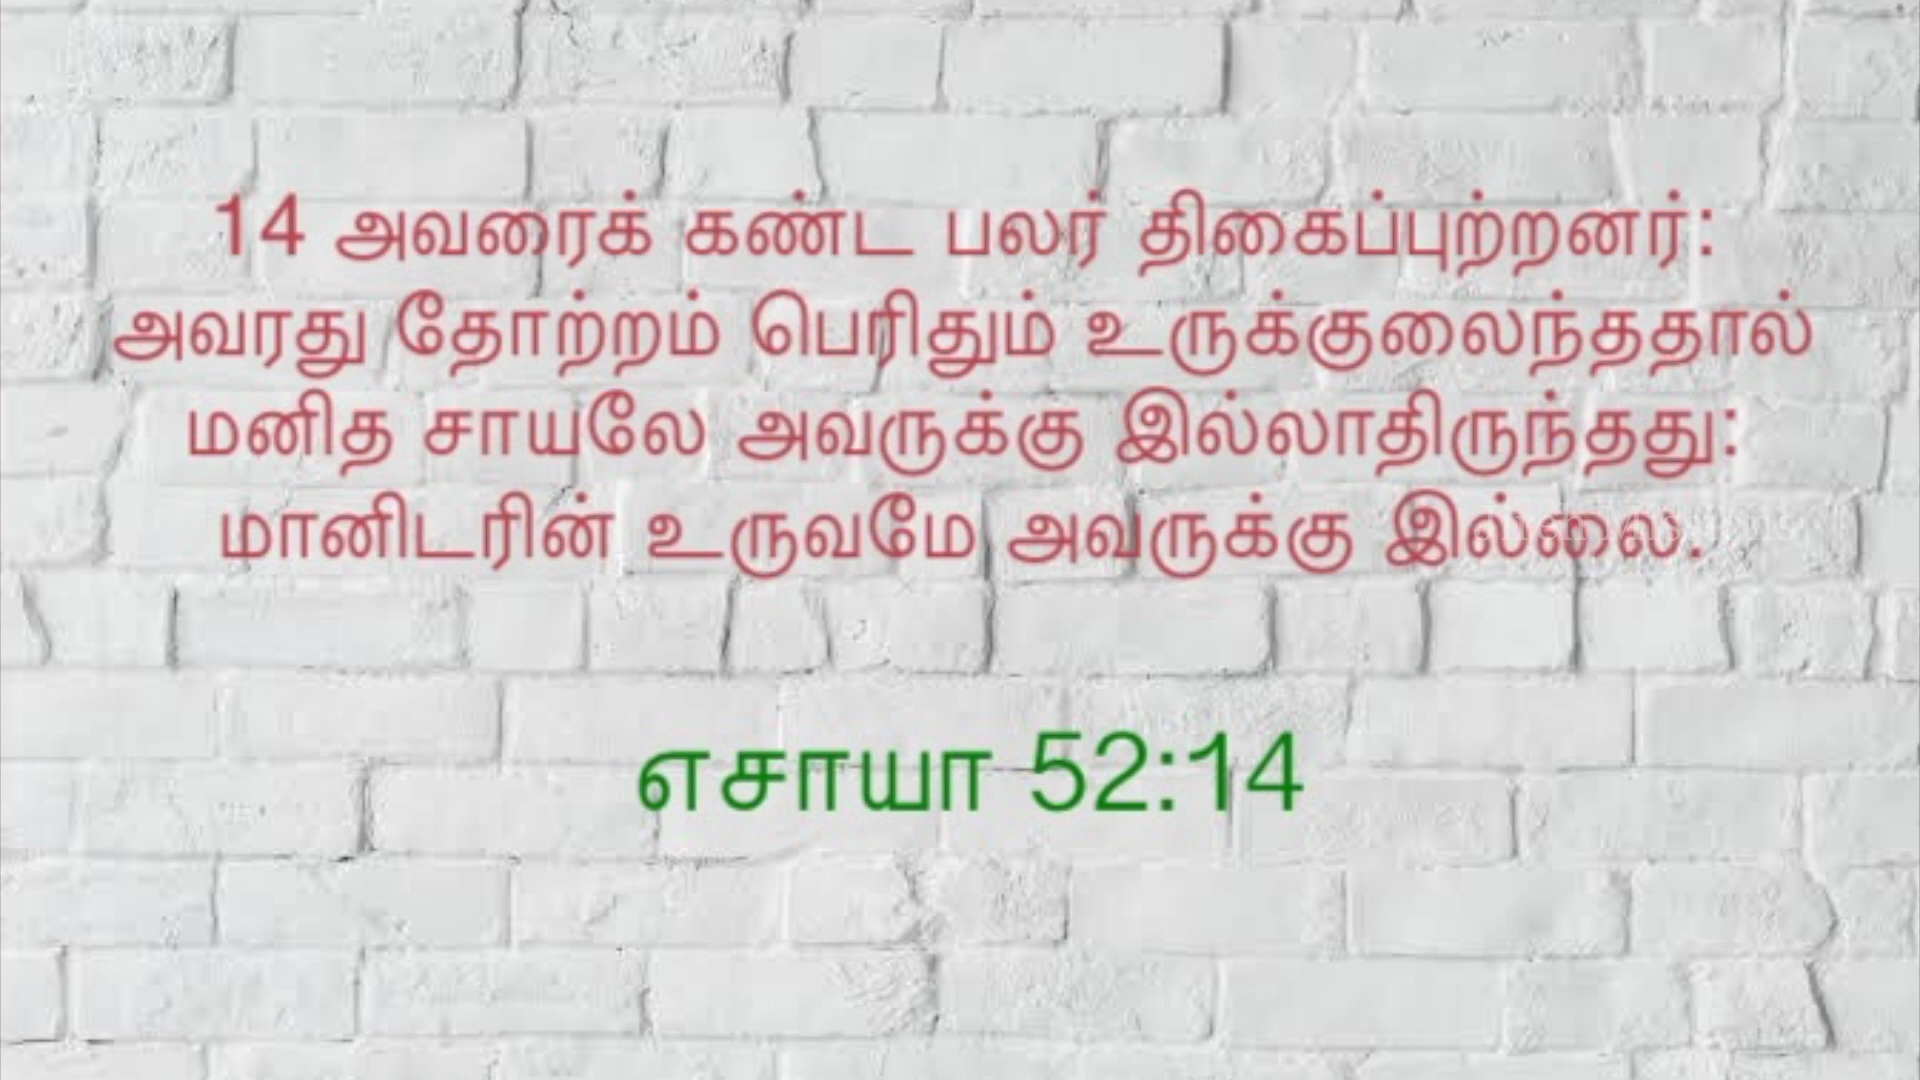 14 அவரைக் கண்ட பலர் திகைப்புற்றனர்:
அவரது தோற்றம் பெரிதும் உருக்குலைந்ததால்
மனித சாயலே அவருக்கு இல்லாதிருந்தது:
மானிடரின் உருவமே அவருக்கு இல்லை.
எசாயா 52:14